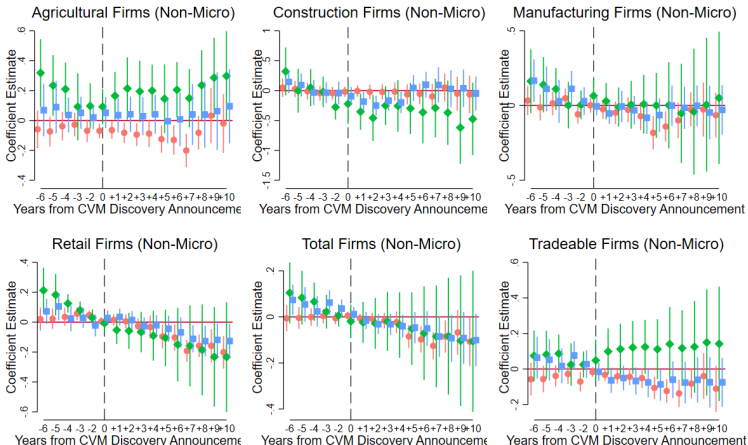 Agricultural Firms (Non-Micro)
Coefficient Estimate
.6
.4
.2
0
-.2
-.4
-6 -5 -4 -3 -2 0 +1 +2 +3 +4 +5 +6 +7 +8 +9+10
Years from CVM Discovery Announceme
Construction Firms (Non-Micro)
Coefficient Estimate
1
.5
0
-.5
-1
-1.5
-6 -5 -4 -3 -2 0 +1 +2 +3 +4 +5 +6 +7 +8 +9+10
Years from CVM Discovery Announceme
Manufacturing Firms (Non-Micro)
Coefficient Estimate
.5
0
-.5
-6 -5 -4 -3 -2 0 +1 +2 +3 +4 +5 +6 +7 +8 +9+10
Years from CVM Discovery Announcement
Retail Firms (Non-Micro)
Coefficient Estimate
.4
.2
0
-.2
-.4
-.6
-6 -5 -4 -3 -2 0 +1 +2 +3 +4 +5 +6 +7 +8 +9+10
Years from CVM Discovery Announceme
Total Firms (Non-Micro)
Coefficient Estimate
.2
0
-.2
-.4
-6 -5 -4 -3 -2 0 +1 +2 +3 +4 +5 +6 +7 +8 +9+10
Years from CVM Discovery Announceme
Tradeable Firms (Non-Micro)
Coefficient Estimate
.6
.4
.2
0
-.2
-6 -5 -4 -3 -2 0 +1 +2 +3 +4 +5 +6 +7 +8 +9+10
Years from CVM Discovery Announcement